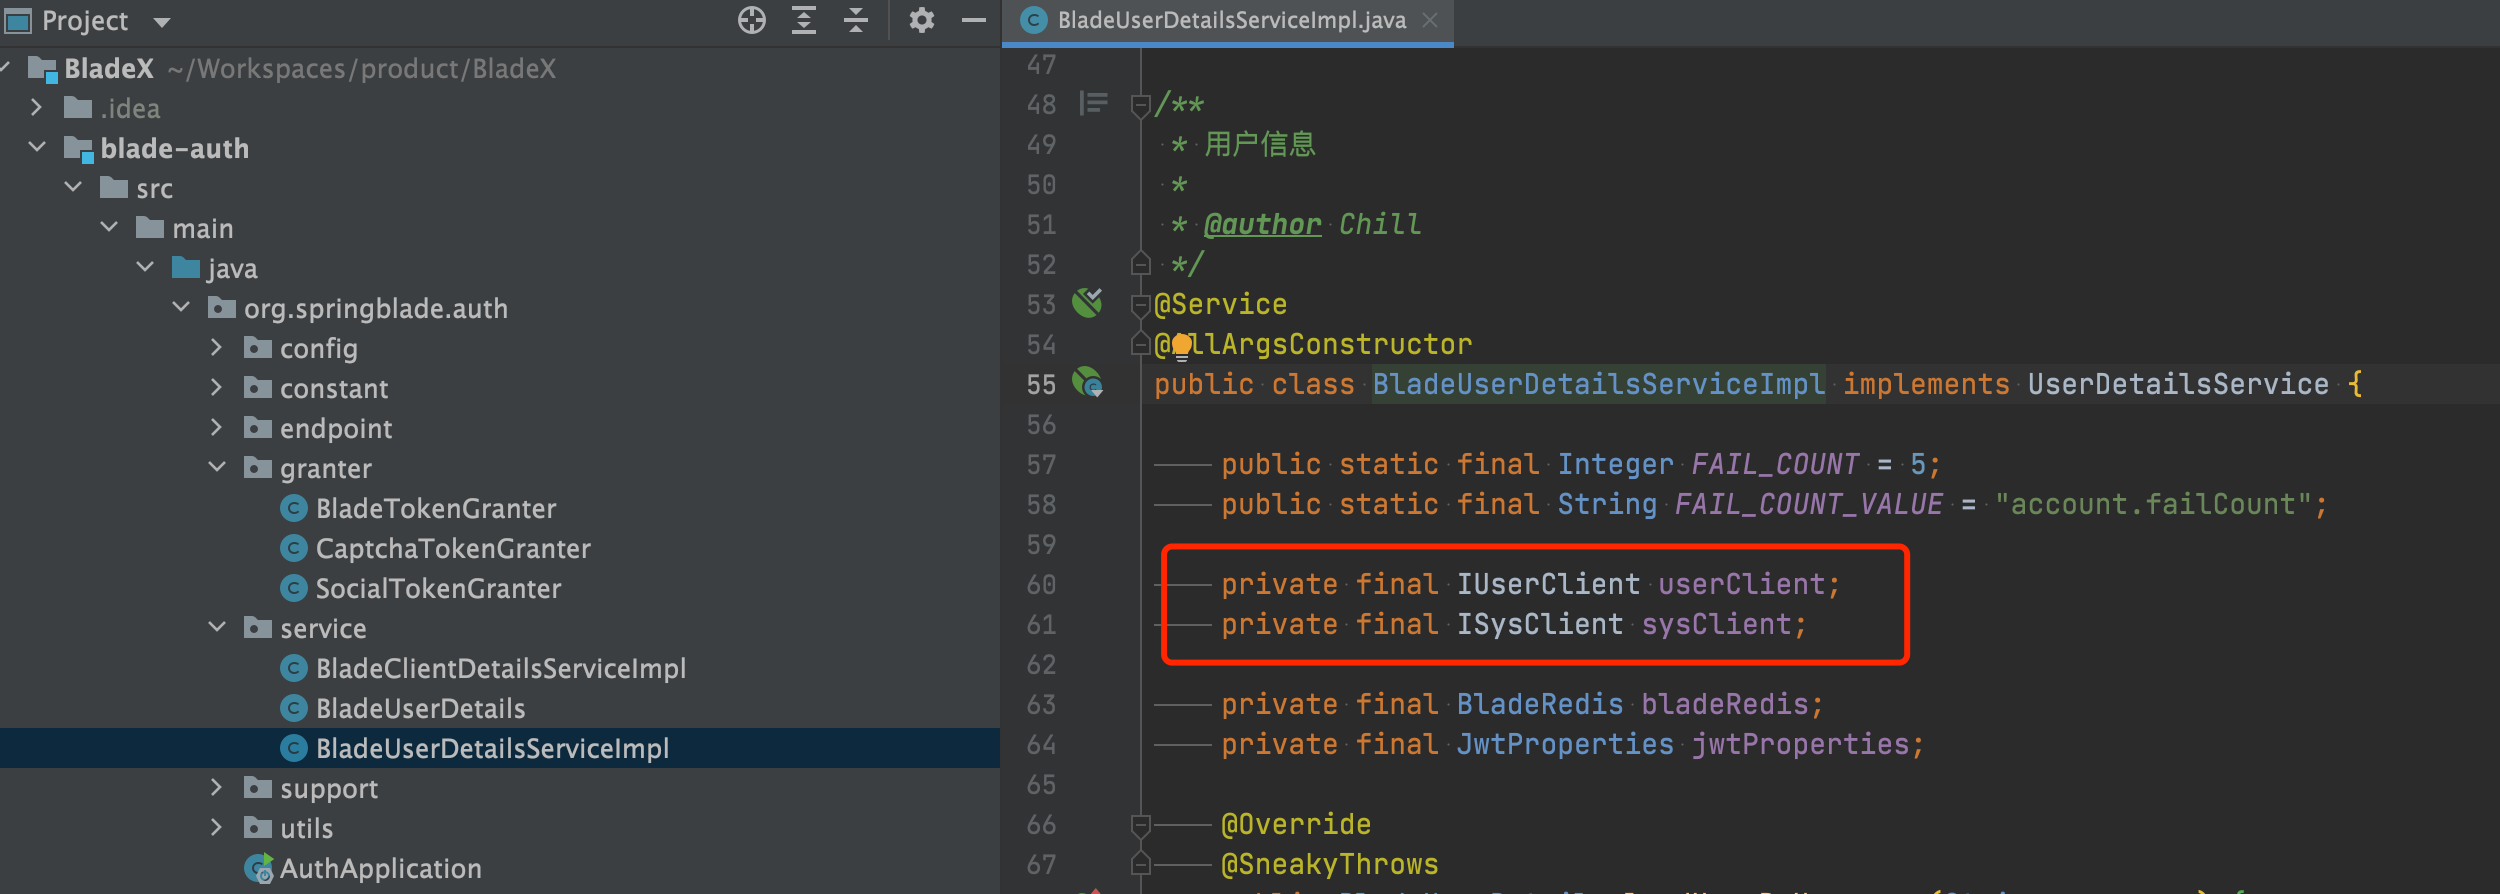 Project
BladeX ~/Workspaces/product/BladeX
.idea
blade-auth
src
main
java
org.springblade.auth
config
constant
endpoint
granter
BladeTokenGranter
CaptchaTokenGranter
SocialTokenGranter
service
BladeClientDetailsServiceImpl
BladeUserDetails
BladeUserDetailsServiceImpl
support
utils
AuthApplication
BladeUserDetailsServiceImpl.java
47
48 /**
49 * 用户信息
50 *
51 * @author Chill
52 */
53 @Service
54 @AllArgsConstructor
55 public class BladeUserDetailsServiceImpl implements UserDetailsService {
56
57 public static final Integer FAIL_COUNT = 5;
58 public static final String FAIL_COUNT_VALUE = "account.failCount";
59
60 private final IUserClient userClient;
61 private final ISysClient sysClient;
62
63 private final BladeRedis bladeRedis;
64 private final JwtProperties jwtProperties;
65
66 @Override
67 @SneakyThrows